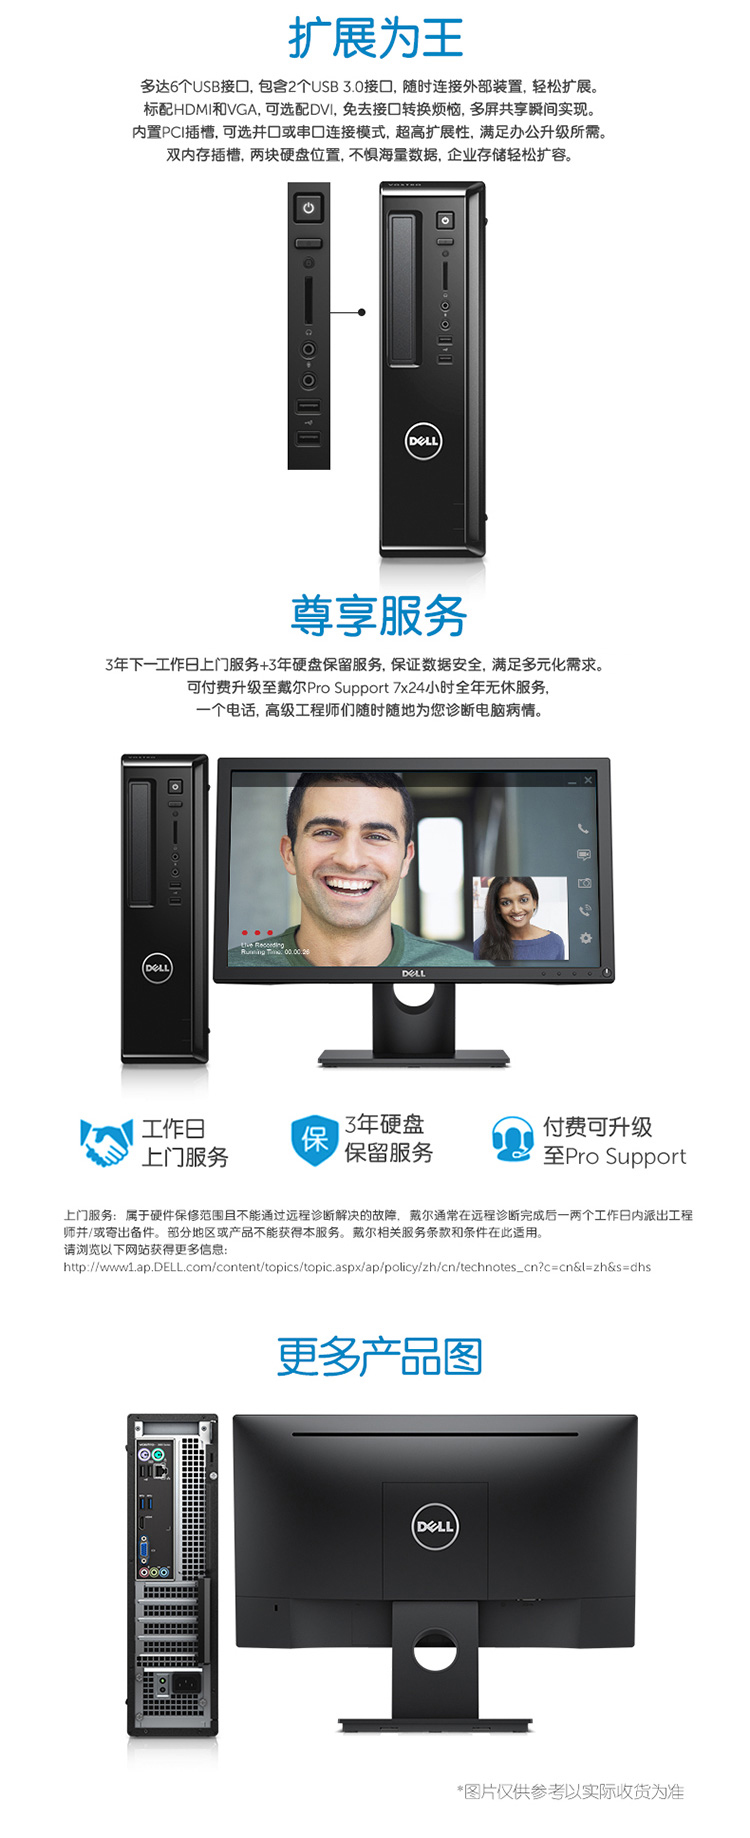 扩展为王
多达6个USB接口, 包含2个USB 3.0接口, 随时连接外部装置, 轻松扩展。
标配HDMI和VGA, 可选配DVI, 免去接口转换烦恼, 多屏共享瞬间实现。
内置PCI插槽, 可选并口或串口连接模式, 超高扩展性, 满足办公升级所需。
双内存插槽, 两块硬盘位置, 不惧海量数据, 企业存储轻松扩容。
DELL
尊享服务
3年下一工作日上门服务+3年硬盘保留服务, 保证数据安全, 满足多元化需求。
可付费升级至戴尔Pro Support 7x24小时全年无休服务,
一个电话, 高级工程师们随时随地为您诊断电脑病情。
Live Recording
Running Time: 00:00:26
DELL
DELL
工作日
上门服务
保
3年硬盘
保留服务
付费可升级
至Pro Support
上门服务: 属于硬件保修范围且不能通过远程诊断解决的故障, 戴尔通常在远程诊断完成后一两个工作日内派出工程
师并/或寄出备件。部分地区或产品不能获得本服务。戴尔相关服务条款和条件在此适用。
请浏览以下网站获得更多信息:
http://www1.ap.DELL.com/content/topics/topic.aspx/ap/policy/zh/cn/technotes_cn?c=cn&l=zh&s=dhs
更多产品图
DELL
*图片仅供参考以实际收货为准